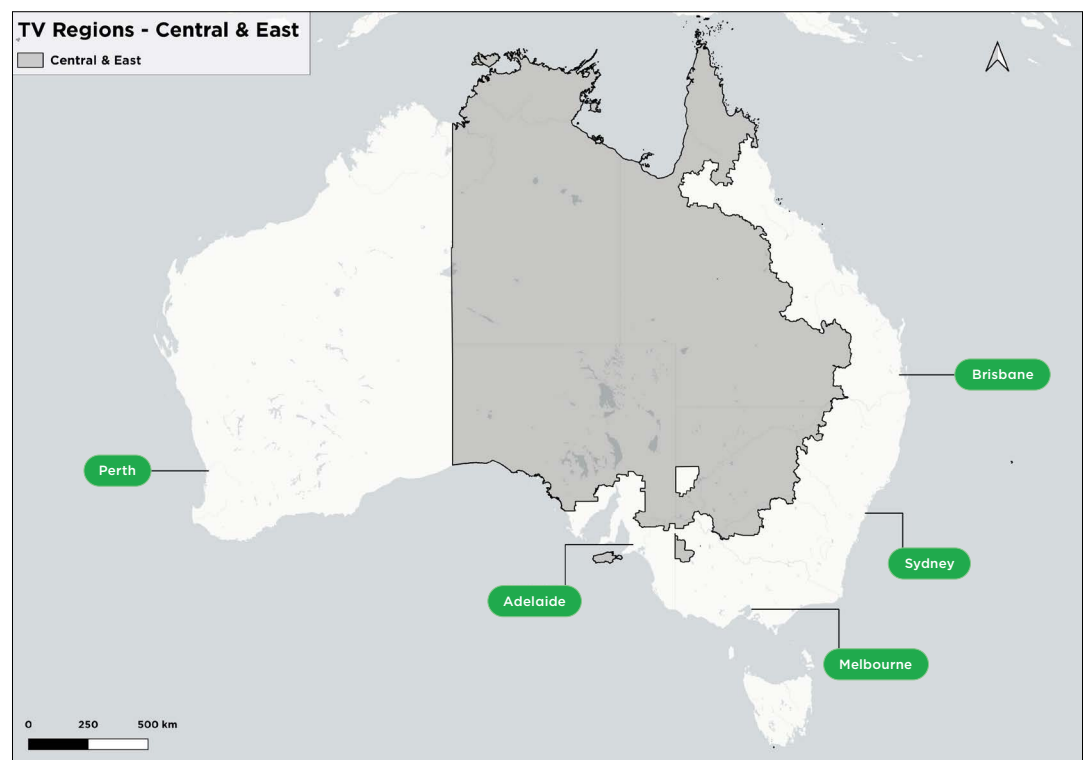 TV Regions - Central & East
Central & East
Brisbane
Perth
Sydney
Adelaide
Melbourne
0 250 500 km